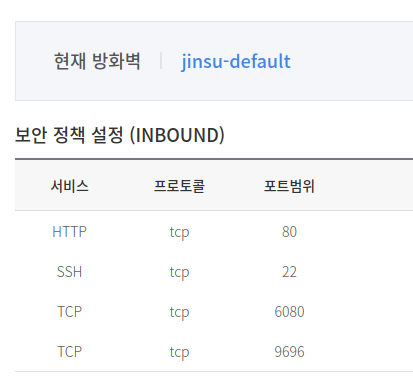 현재 방화벽 | jinsu-default
보안 정책 설정 (INBOUND)
서비스 프로토콜 포트범위
HTTP tcp 80
SSH tcp 22
TCP tcp 6080
TCP tcp 9696